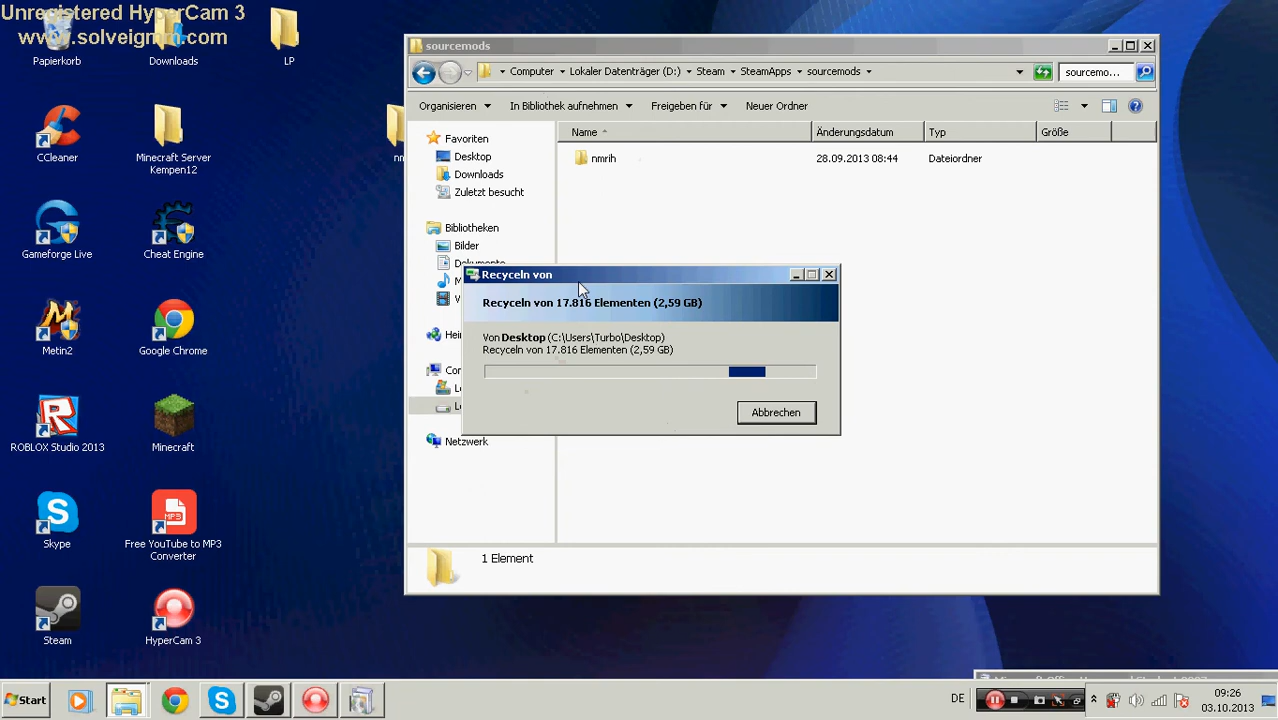 Unregistered HyperCam 3
www.solveigmm.com
Papierkorb
Downloads
LP
CCleaner
Minecraft Server
Kempen12
Gameforge Live
Cheat Engine
Metin2
Google Chrome
ROBLOX Studio 2013
Minecraft
Skype
Free YouTube to MP3
Converter
Steam
HyperCam 3
sourcemods
Computer
Lokaler Datenträger (D:)
Steam
SteamApps
sourcemods
sourcemo...
Organisieren
In Bibliothek aufnehmen
Freigeben für
Neuer Ordner
Favoriten
Desktop
Downloads
Zuletzt besucht
Bibliotheken
Bilder
Dokumente
Netzwerk
Name
Änderungsdatum
Typ
Größe
nmrih
28.09.2013 08:44
Dateiordner
Recyceln von
Recyceln von 17.816 Elementen (2,59 GB)
Von Desktop (C:\Users\Turbo\Desktop)
Recyceln von 17.816 Elementen (2,59 GB)
Abbrechen
1 Element
Start
DE
09:26
03.10.2013